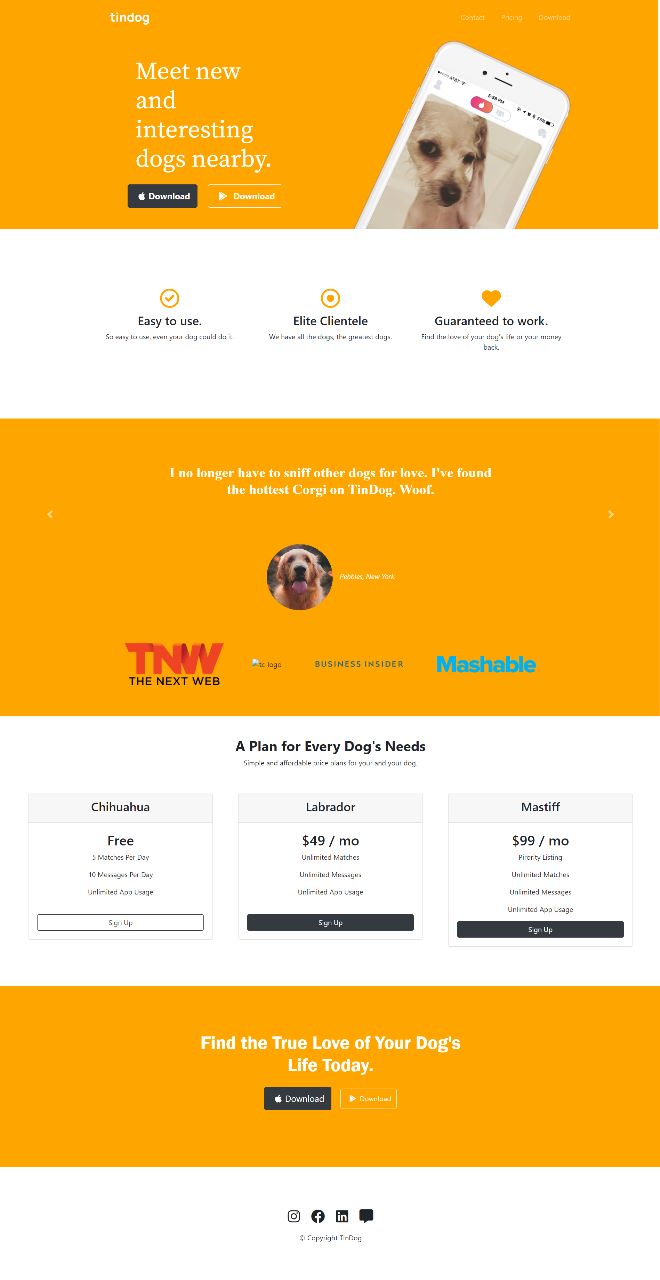 tindog
Contact Pricing Download
Meet new
and
interesting
dogs nearby.
Download Download
Easy to use.
So easy to use, even your dog could do it.
Elite Clientele
We have all the dogs, the greatest dogs.
Guaranteed to work.
Find the love of your dog's life or your money
back.
I no longer have to sniff other dogs for love. I've found
the hottest Corgi on TinDog. Woof.
Pebbles, New York
TNW
THE NEXT WEB
tc logo
BUSINESS INSIDER
Mashable
A Plan for Every Dog's Needs
Simple and affordable price plans for your and your dog.
Chihuahua
Free
5 Matches Per Day
10 Messages Per Day
Unlimited App Usage
Sign Up
Labrador
$49 / mo
Unlimited Matches
Unlimited Messages
Unlimited App Usage
Sign Up
Mastiff
$99 / mo
Pirority Listing
Unlimited Matches
Unlimited Messages
Unlimited App Usage
Sign Up
Find the True Love of Your Dog's
Life Today.
Download Download
© Copyright TinDog